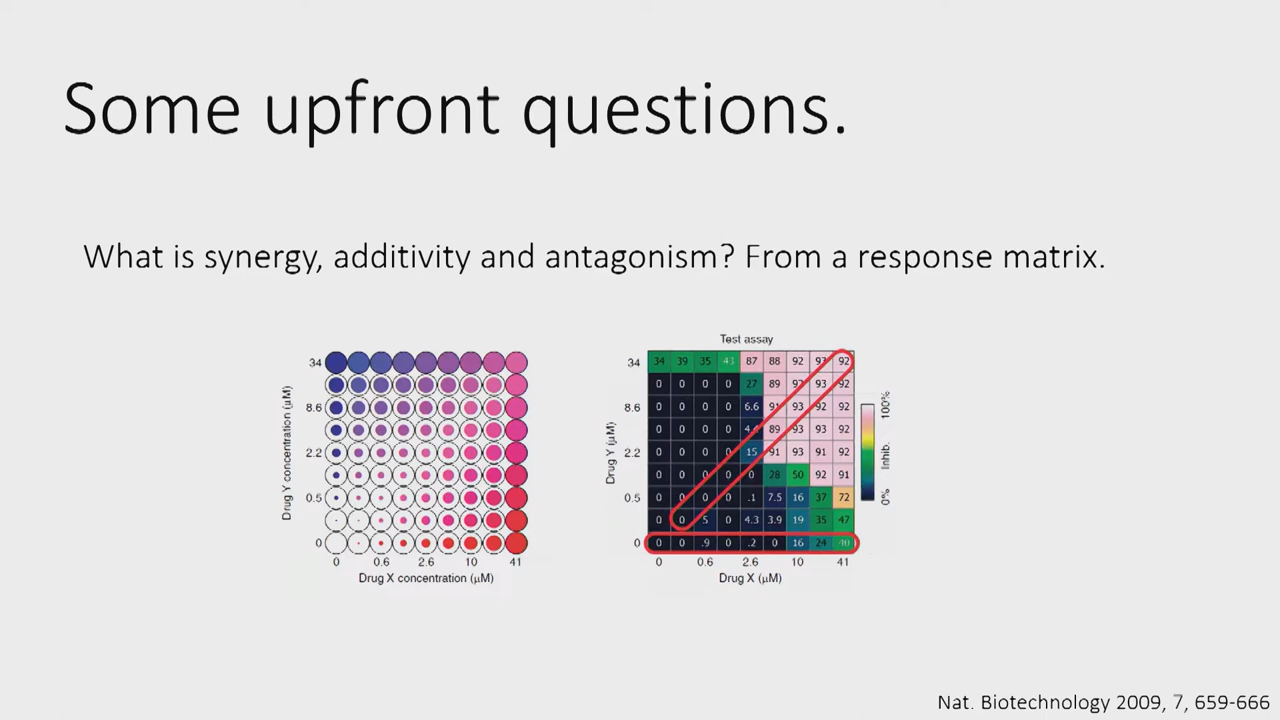 Some upfront questions.
What is synergy, additivity and antagonism? From a response matrix.
34
8.6
2.2
0.5
0
Drug Y concentration (μM)
0 0.6 2.6 10 41
Drug X concentration (μM)
Test assay
34 34 39 35 43 87 88 92 93 92
0 0 0 0 27 89 92 93 92
8.6 0 0 0 0 6.6 91 93 92 92
0 0 0 0 4.4 89 93 93 92
2.2 0 0 0 0 15 91 93 91 92
0 0 0 0 0 28 50 92 91
0.5 0 0 0 0 .1 7.5 16 37 72
0 0 5 0 4.3 3.9 19 35 47
0 0 0 .9 0 .2 0 16 24 40
Drug Y (μM)
0 0.6 2.6 10 41
Drug X (μM)
100%
Inhib.
0%
Nat. Biotechnology 2009, 7, 659-666